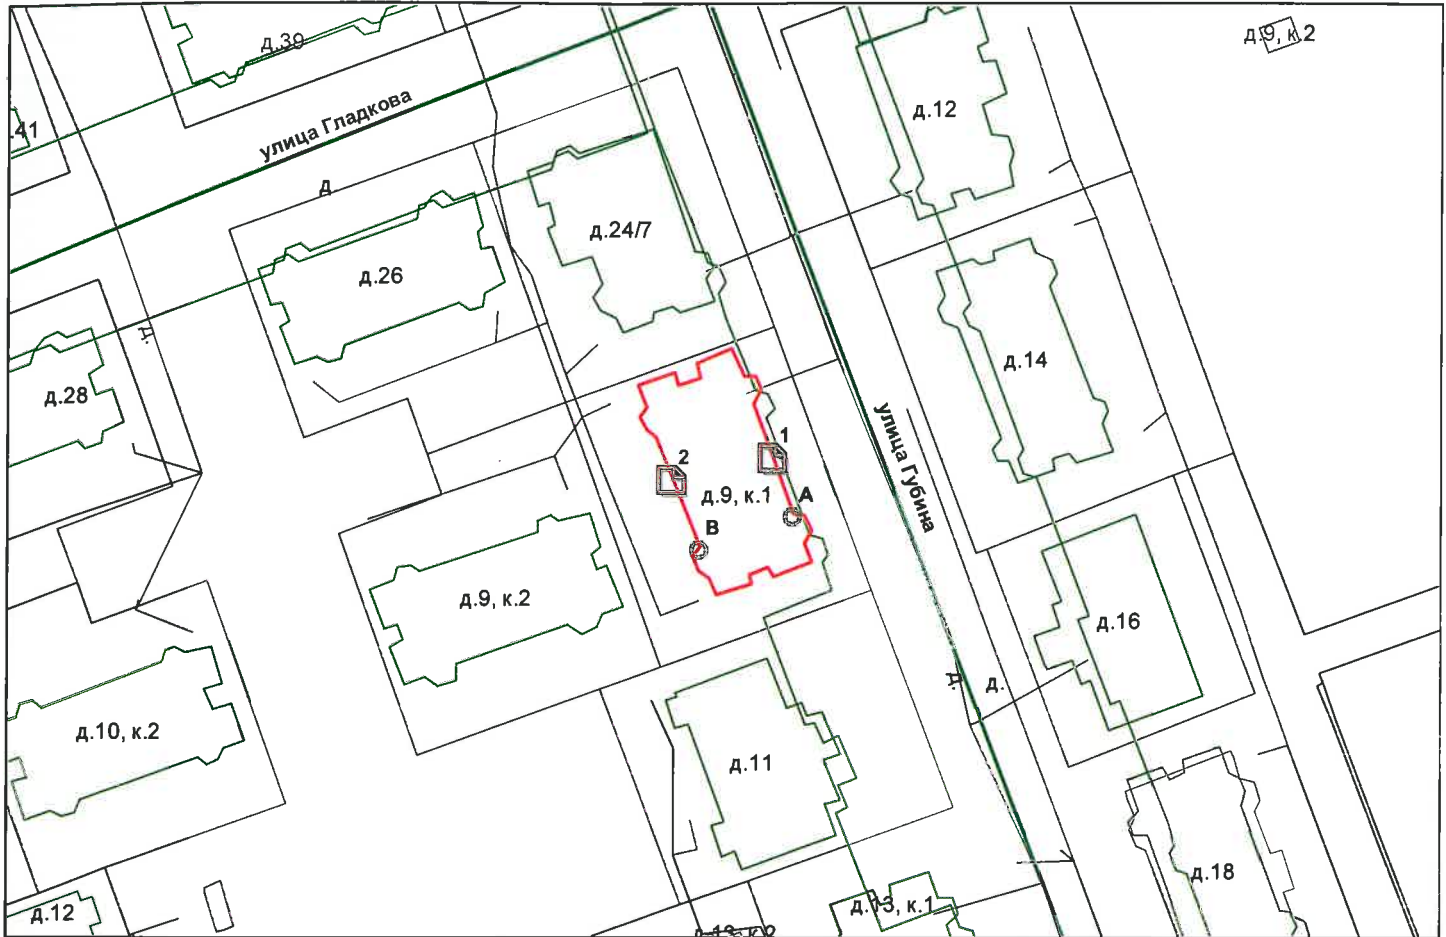 д.39
д.9, к.2
.41
улица Гладкова
д.12
д
д.24/7
д.26
д.
д.28
д.14
улица Губина
1
2
д.9, к.1
А
В
д.9, к.2
д.16
д.
д.
д.10, к.2
д.11
д.18
д.12
д.13, к.1